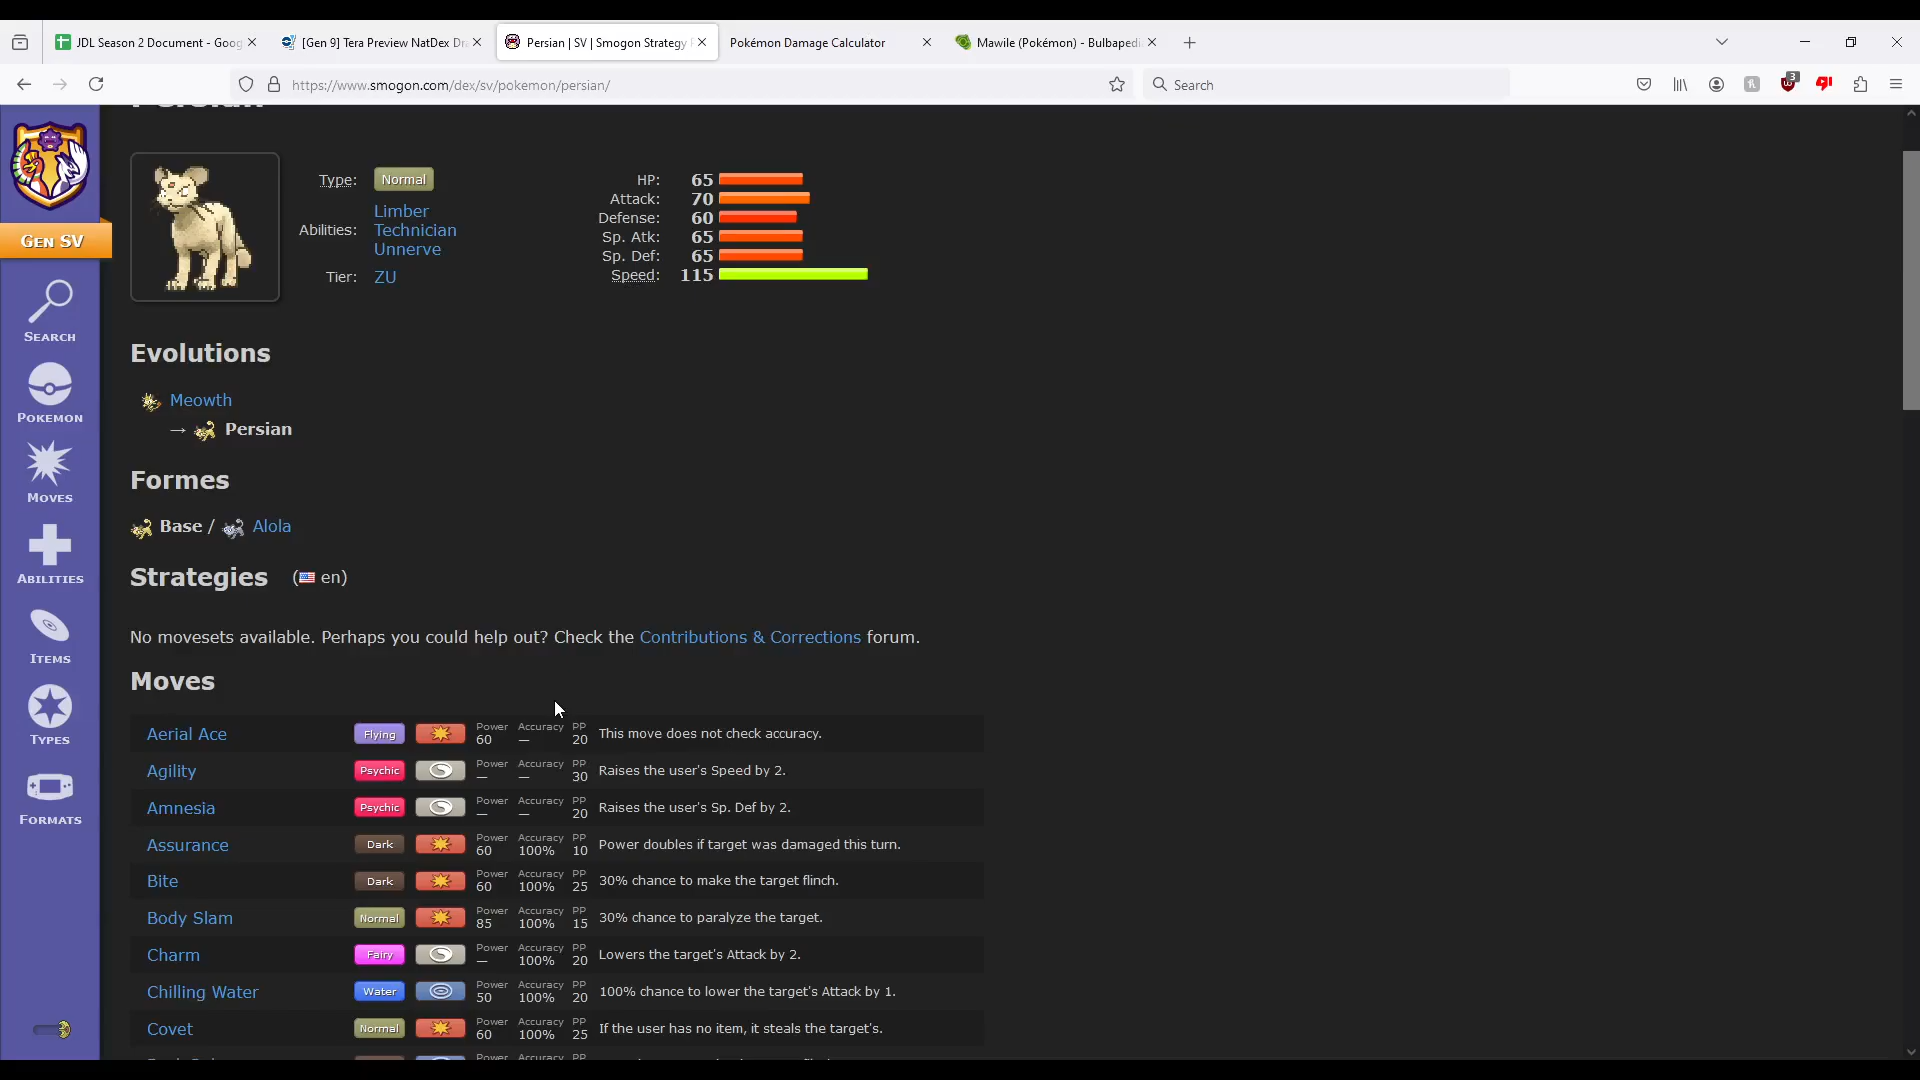 JDL Season 2 Document - Goog
[Gen 9] Tera Preview NatDex Dra
Persian | SV | Smogon Strategy
Pokémon Damage Calculator
Mawile (Pokémon) - Bulbapedi
https://www.smogon.com/dex/sv/pokemon/persian/
Search
3
Persian
GEN SV
SEARCH
POKEMON
MOVES
ABILITIES
ITEMS
TYPES
FORMATS
Type: Normal
Abilities: Limber
Technician
Unnerve
Tier: ZU
HP: 65
Attack: 70
Defense: 60
Sp. Atk: 65
Sp. Def: 65
Speed: 115
Evolutions
Meowth
→ Persian
Formes
Base / Alola
Strategies (en)
No movesets available. Perhaps you could help out? Check the Contributions & Corrections forum.
Moves
Aerial Ace Flying Power 60 Accuracy — PP 20 This move does not check accuracy.
Agility Psychic Power — Accuracy — PP 30 Raises the user's Speed by 2.
Amnesia Psychic Power — Accuracy — PP 20 Raises the user's Sp. Def by 2.
Assurance Dark Power 60 Accuracy 100% PP 10 Power doubles if target was damaged this turn.
Bite Dark Power 60 Accuracy 100% PP 25 30% chance to make the target flinch.
Body Slam Normal Power 85 Accuracy 100% PP 15 30% chance to paralyze the target.
Charm Fairy Power — Accuracy 100% PP 20 Lowers the target's Attack by 2.
Chilling Water Water Power 50 Accuracy 100% PP 20 100% chance to lower the target's Attack by 1.
Covet Normal Power 60 Accuracy 100% PP 25 If the user has no item, it steals the target's.
Power Accuracy PP